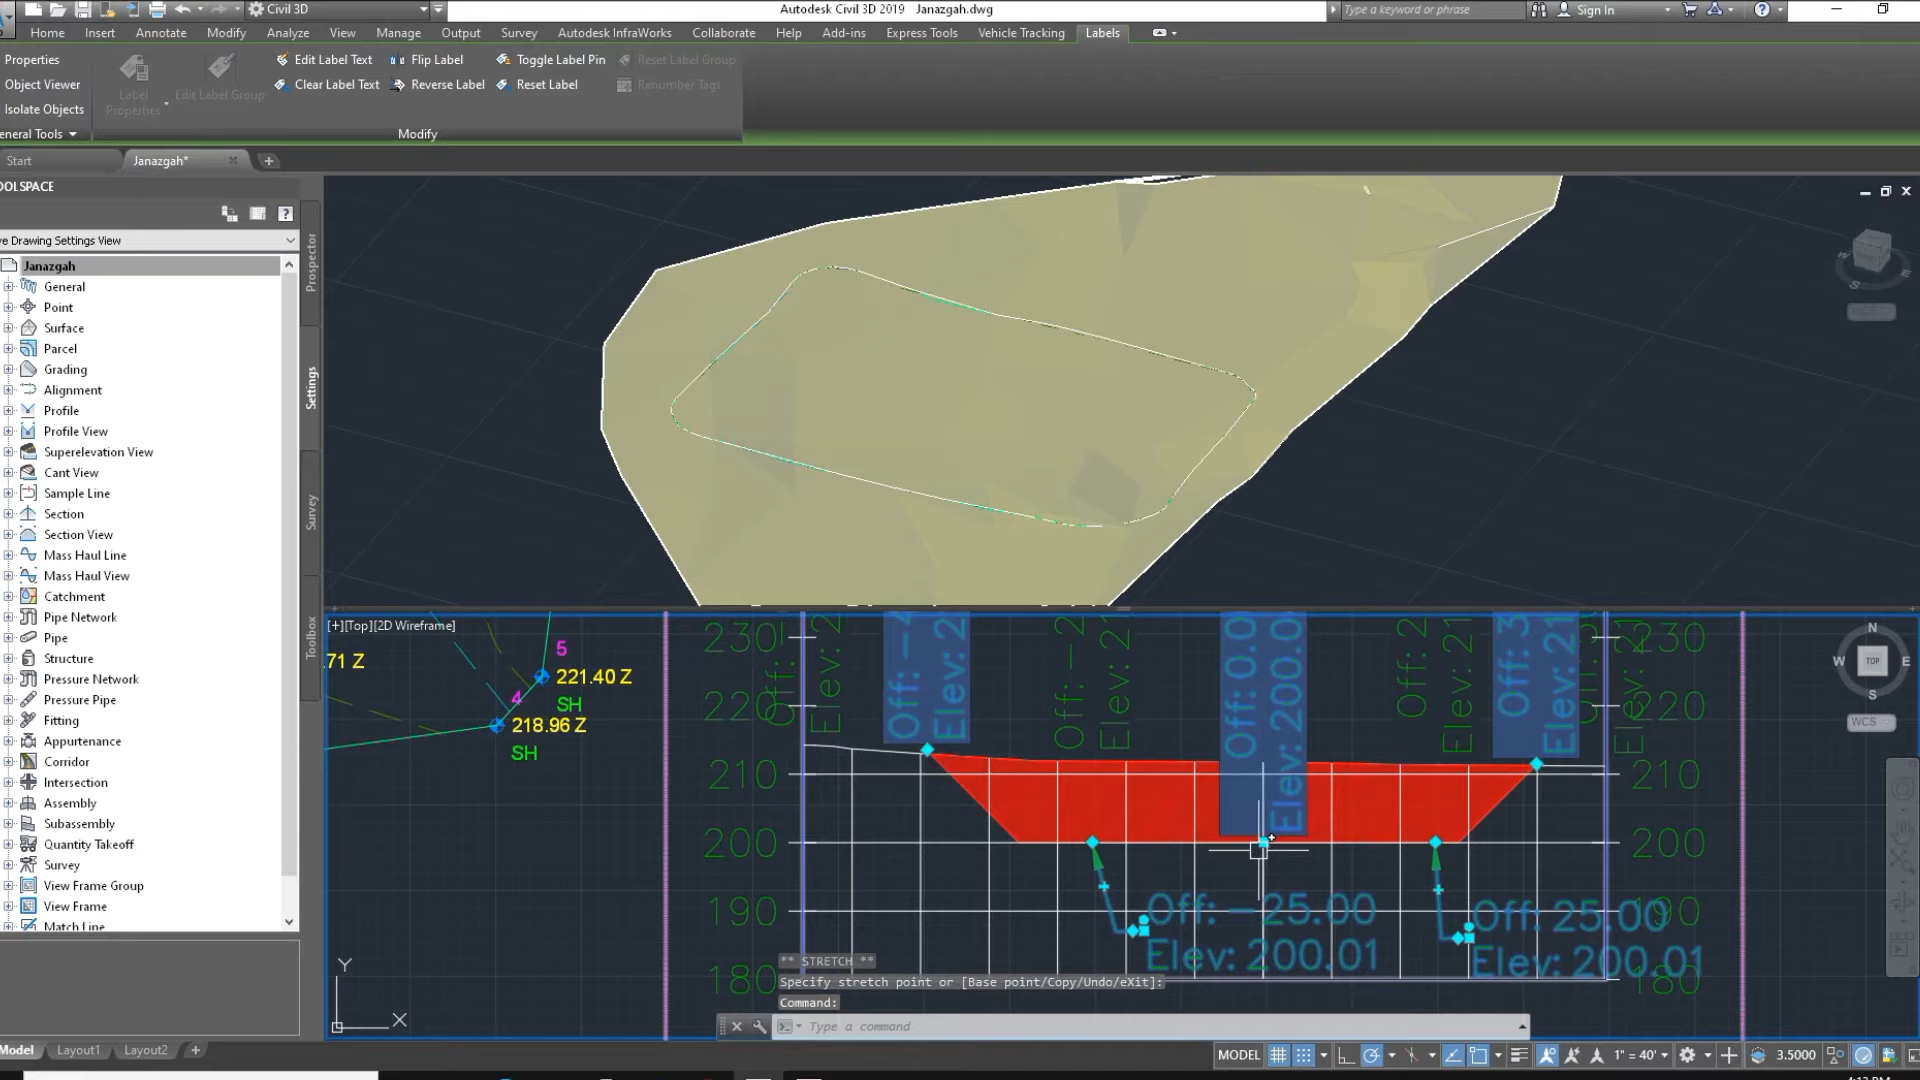 Civil 3D
Autodesk Civil 3D 2019 Janazgah.dwg
Type a keyword or phrase
Sign In
Home Insert Annotate Modify Analyze View Manage Output Survey Autodesk InfraWorks Collaborate Help Add-ins Express Tools Vehicle Tracking Labels
Properties
Object Viewer
Isolate Objects
eneral Tools
Label
Properties
Edit Label Group
Edit Label Text
Clear Label Text
Flip Label
Reverse Label
Toggle Label Pin
Reset Label
Reset Label Group
Renumber Tags
Modify
Start
Janazgah*
OOLSPACE
ve Drawing Settings View
Janazgah
General
Point
Surface
Parcel
Grading
Alignment
Profile
Profile View
Superelevation View
Cant View
Sample Line
Section
Section View
Mass Haul Line
Mass Haul View
Catchment
Pipe Network
Pipe
Structure
Pressure Network
Pressure Pipe
Fitting
Appurtenance
Corridor
Intersection
Assembly
Subassembly
Quantity Takeoff
Survey
View Frame Group
View Frame
Match Line
Prospector
Settings
Survey
Toolbox
[+][Top][2D Wireframe]
.71 Z
5
221.40 Z
SH
4
218.96 Z
SH
230
220
210
200
190
180
230
220
210
200
190
180
Off: 0.0
Elev: 200.0
Off: -25.00
Elev: 200.01
Off: 25.00
Elev: 200.01
N
W TOP E
S
WCS
** STRETCH **
Specify stretch point or [Base point/Copy/Undo/eXit]:
Command:
Type a command
Y
X
Model Layout1 Layout2
MODEL
1" = 40'
3.5000